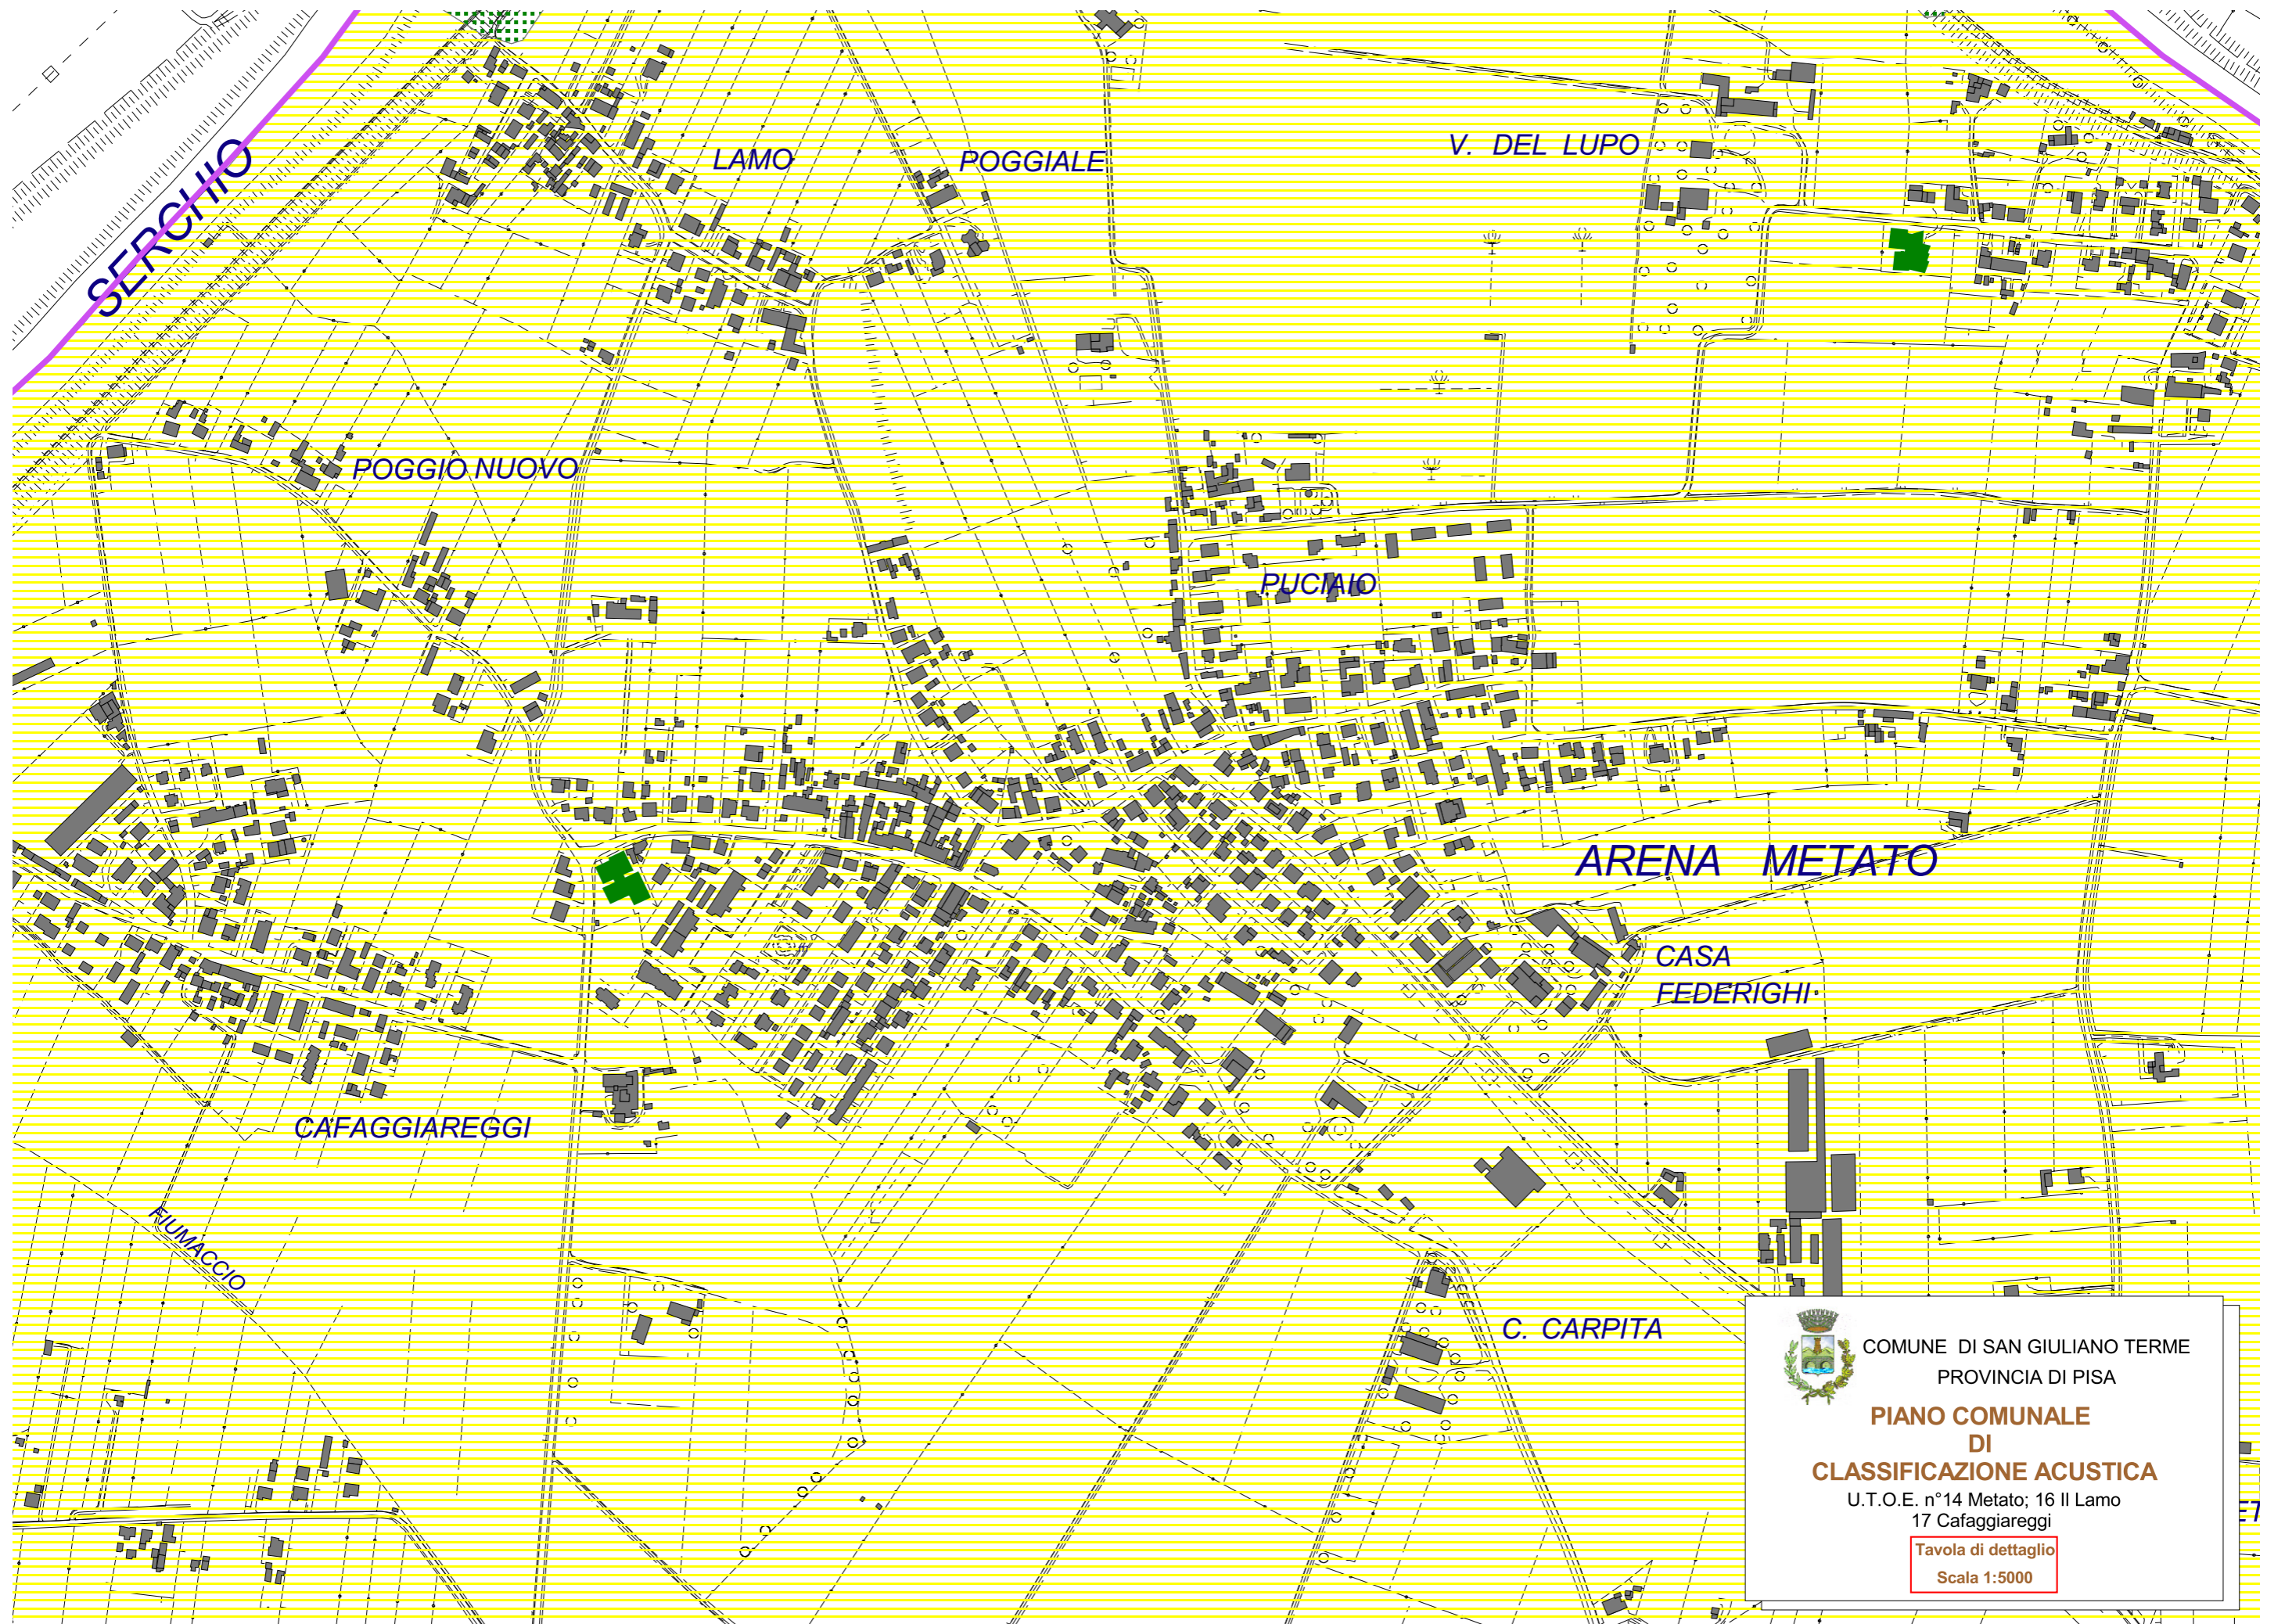 LAMO
POGGIALE
V. DEL LUPO
SERCHIO
POGGIO NUOVO
PUCIAIO
ARENA METATO
CASA
FEDERIGHI
CAFAGGIAREGGI
FIUMACCIO
C. CARPITA
COMUNE DI SAN GIULIANO TERME
PROVINCIA DI PISA
PIANO COMUNALE
DI
CLASSIFICAZIONE ACUSTICA
U.T.O.E. n°14 Metato; 16 Il Lamo
17 Cafaggiareggi
Tavola di dettaglio
Scala 1:5000